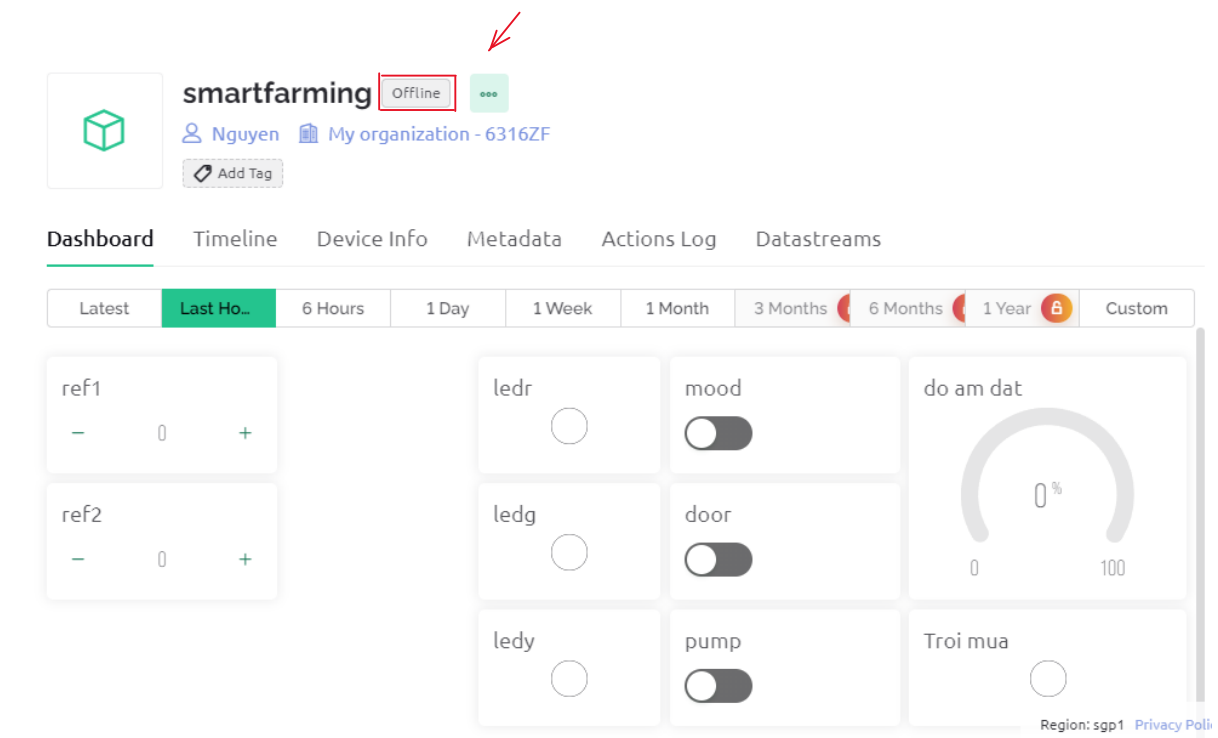 smartfarming Offline
Nguyen My organization - 6316ZF
Add Tag
Dashboard Timeline Device Info Metadata Actions Log Datastreams
Latest Last Ho... 6 Hours 1 Day 1 Week 1 Month 3 Months 6 Months 1 Year Custom
ref1 ledr mood do am dat
− 0 +
0 %
ref2 ledg door
− 0 +
0 100
ledy pump Troi mua
Region: sgp1 Privacy Poli